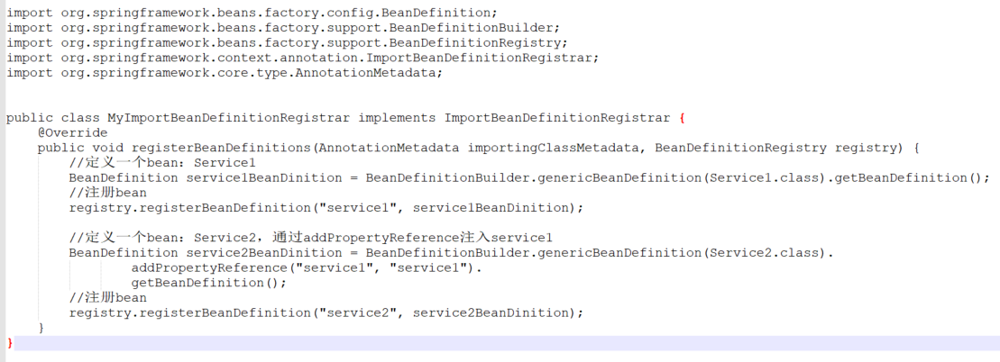 import org.springframework.beans.factory.config.BeanDefinition;
import org.springframework.beans.factory.support.BeanDefinitionBuilder;
import org.springframework.beans.factory.support.BeanDefinitionRegistry;
import org.springframework.context.annotation.ImportBeanDefinitionRegistrar;
import org.springframework.core.type.AnnotationMetadata;
public class MyImportBeanDefinitionRegistrar implements ImportBeanDefinitionRegistrar {
@Override
public void registerBeanDefinitions(AnnotationMetadata importingClassMetadata, BeanDefinitionRegistry registry) {
//定义一个bean：Service1
BeanDefinition service1BeanDinition = BeanDefinitionBuilder.genericBeanDefinition(Service1.class).getBeanDefinition();
//注册bean
registry.registerBeanDefinition("service1", service1BeanDinition);
//定义一个bean：Service2，通过addPropertyReference注入service1
BeanDefinition service2BeanDinition = BeanDefinitionBuilder.genericBeanDefinition(Service2.class).
addPropertyReference("service1", "service1").
getBeanDefinition();
//注册bean
registry.registerBeanDefinition("service2", service2BeanDinition);
}
}